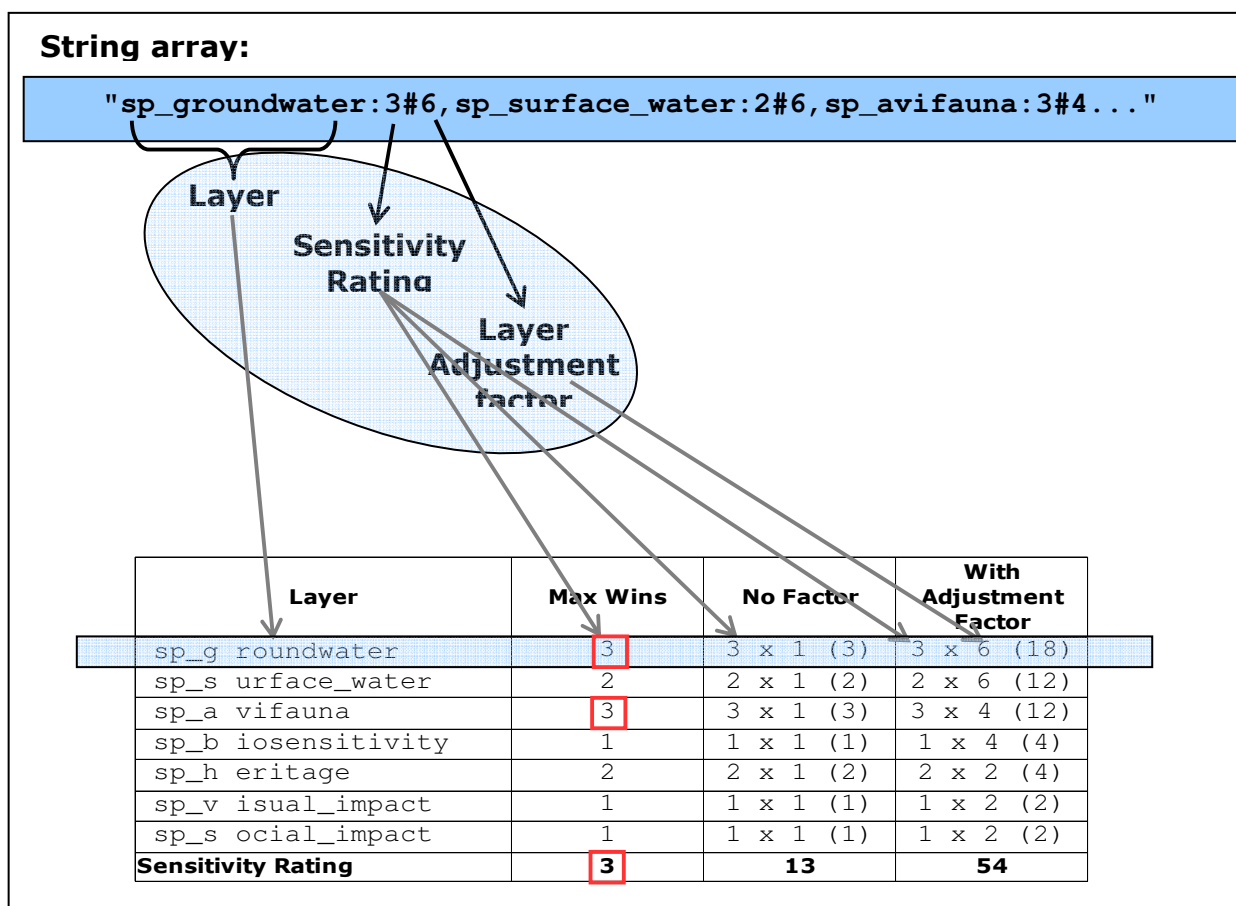 String array:
"sp_groundwater:3#6,sp_surface_water:2#6,sp_avifauna:3#4..."
Layer
Sensitivity
Rating
Layer
Adjustment
factor
Layer Max Wins No Factor With Adjustment Factor
sp_g roundwater 3 3 x 1 (3) 3 x 6 (18)
sp_s urface_water 2 2 x 1 (2) 2 x 6 (12)
sp_a vifauna 3 3 x 1 (3) 3 x 4 (12)
sp_b iosensitivity 1 1 x 1 (1) 1 x 4 (4)
sp_h eritage 2 2 x 1 (2) 2 x 2 (4)
sp_v isual_impact 1 1 x 1 (1) 1 x 2 (2)
sp_s ocial_impact 1 1 x 1 (1) 1 x 2 (2)
Sensitivity Rating 3 13 54